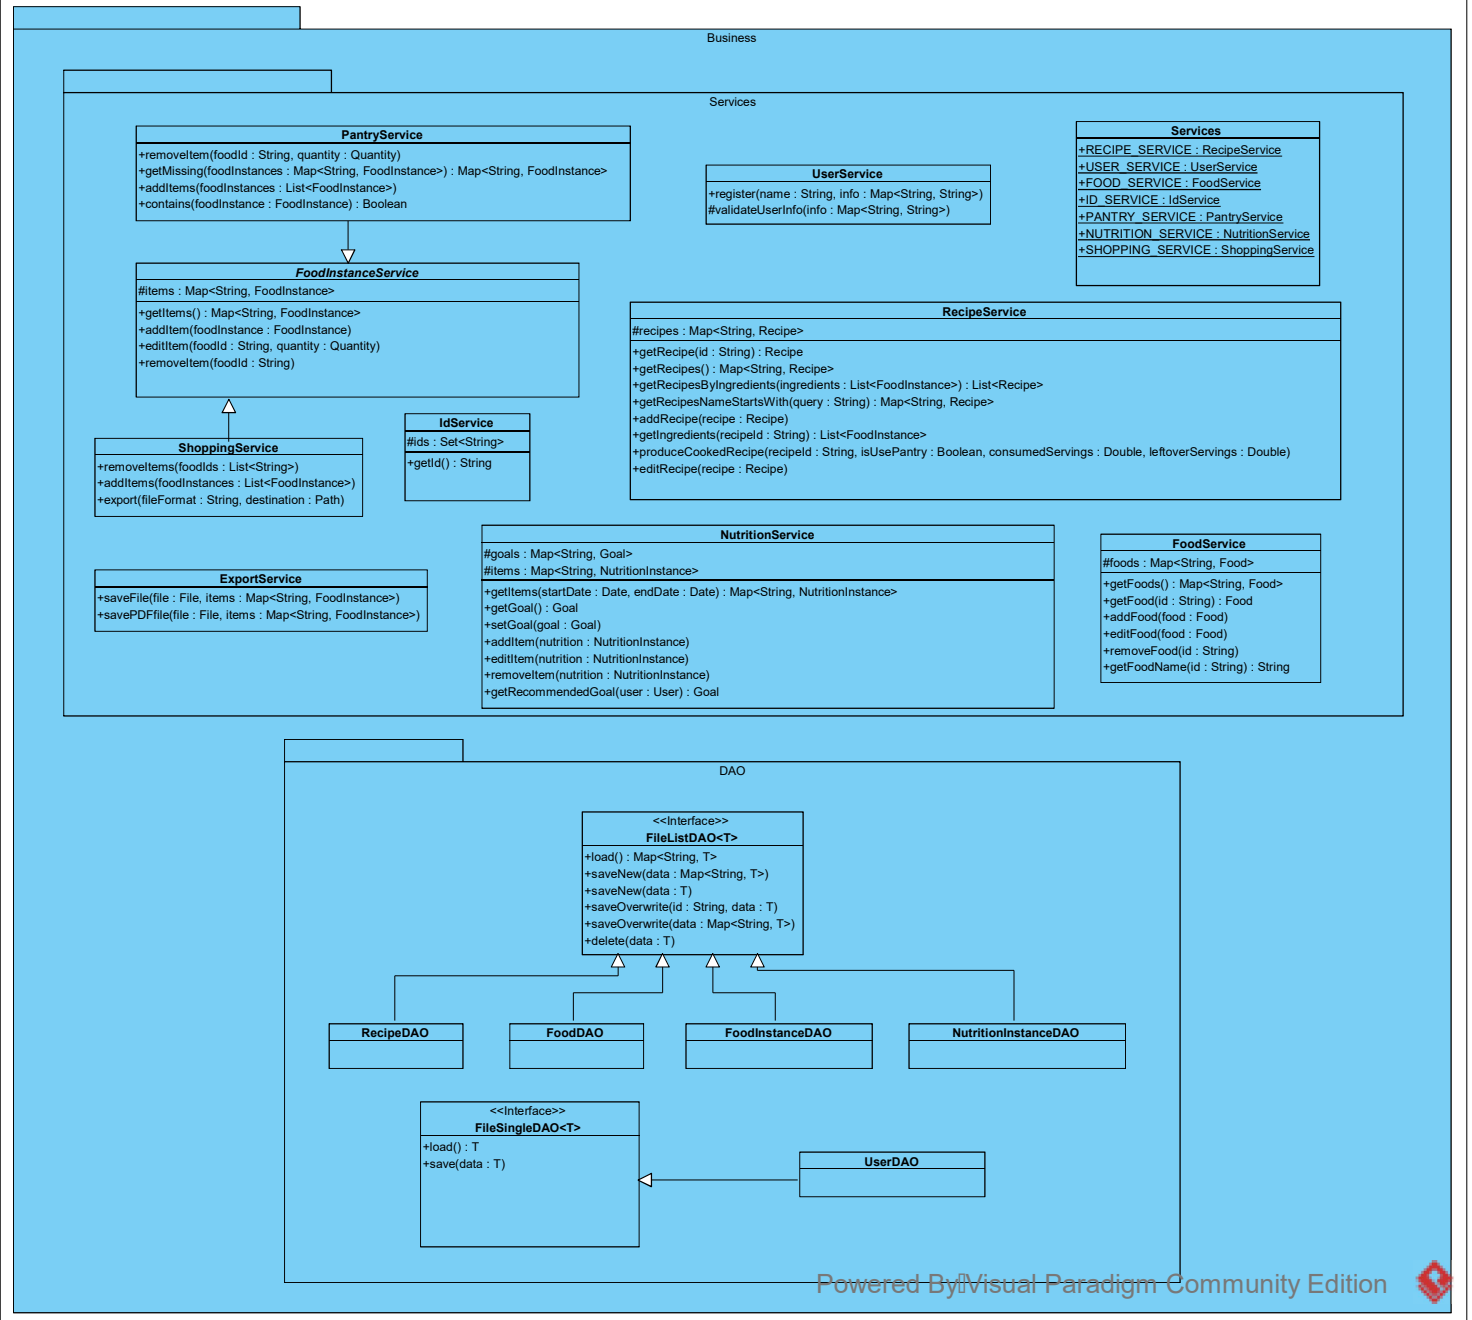 Business
Services
PantryService
+removeItem(foodId : String, quantity : Quantity)
+getMissing(foodInstances : Map<String, FoodInstance>) : Map<String, FoodInstance>
+addItems(foodInstances : List<FoodInstance>)
+contains(foodInstance : FoodInstance) : Boolean
UserService
+register(name : String, info : Map<String, String>)
#validateUserInfo(info : Map<String, String>)
Services
+RECIPE_SERVICE : RecipeService
+USER_SERVICE : UserService
+FOOD_SERVICE : FoodService
+ID_SERVICE : IdService
+PANTRY_SERVICE : PantryService
+NUTRITION_SERVICE : NutritionService
+SHOPPING_SERVICE : ShoppingService
FoodInstanceService
#items : Map<String, FoodInstance>
+getItems() : Map<String, FoodInstance>
+addItem(foodInstance : FoodInstance)
+editItem(foodId : String, quantity : Quantity)
+removeItem(foodId : String)
RecipeService
#recipes : Map<String, Recipe>
+getRecipe(id : String) : Recipe
+getRecipes() : Map<String, Recipe>
+getRecipesByIngredients(ingredients : List<FoodInstance>) : List<Recipe>
+getRecipesNameStartsWith(query : String) : Map<String, Recipe>
+addRecipe(recipe : Recipe)
+getIngredients(recipeId : String) : List<FoodInstance>
+produceCookedRecipe(recipeId : String, isUsePantry : Boolean, consumedServings : Double, leftoverServings : Double)
+editRecipe(recipe : Recipe)
ShoppingService
+removeItems(foodIds : List<String>)
+addItems(foodInstances : List<FoodInstance>)
+export(fileFormat : String, destination : Path)
IdService
#ids : Set<String>
+getId() : String
ExportService
+saveFile(file : File, items : Map<String, FoodInstance>)
+savePDFfile(file : File, items : Map<String, FoodInstance>)
NutritionService
#goals : Map<String, Goal>
#items : Map<String, NutritionInstance>
+getItems(startDate : Date, endDate : Date) : Map<String, NutritionInstance>
+getGoal() : Goal
+setGoal(goal : Goal)
+addItem(nutrition : NutritionInstance)
+editItem(nutrition : NutritionInstance)
+removeItem(nutrition : NutritionInstance)
+getRecommendedGoal(user : User) : Goal
FoodService
#foods : Map<String, Food>
+getFoods() : Map<String, Food>
+getFood(id : String) : Food
+addFood(food : Food)
+editFood(food : Food)
+removeFood(id : String)
+getFoodName(id : String) : String
DAO
<<Interface>>
FileListDAO<T>
+load() : Map<String, T>
+saveNew(data : Map<String, T>)
+saveNew(data : T)
+saveOverwrite(id : String, data : T)
+saveOverwrite(data : Map<String, T>)
+delete(data : T)
RecipeDAO
FoodDAO
FoodInstanceDAO
NutritionInstanceDAO
<<Interface>>
FileSingleDAO<T>
+load() : T
+save(data : T)
UserDAO
Powered By Visual Paradigm Community Edition